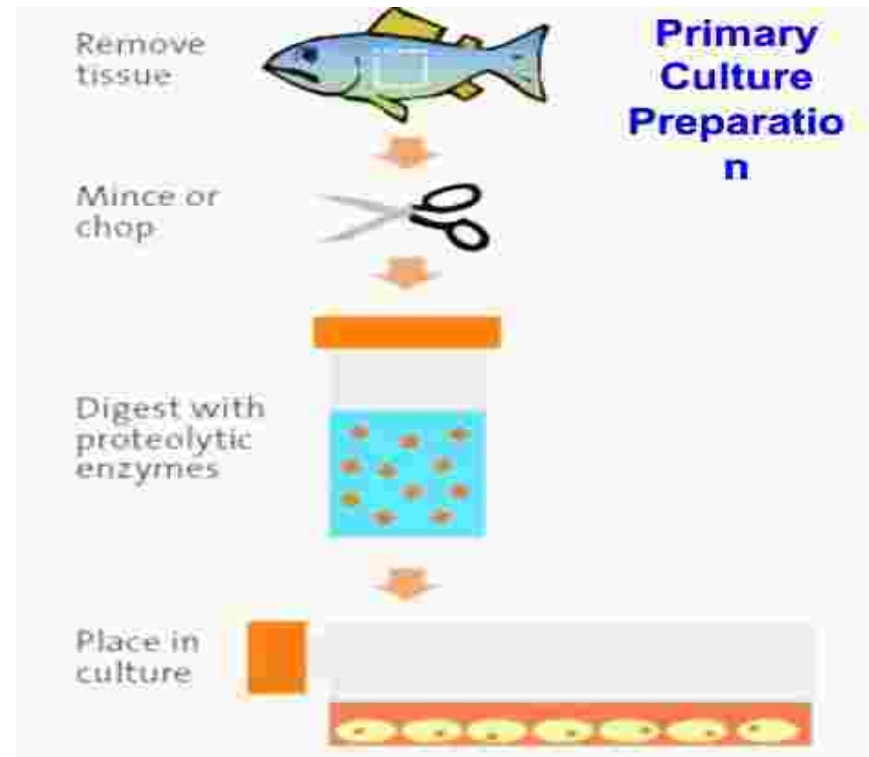 Primary
Culture
Preparatio
n
Remove
tissue
Mince or
chop
Digest with
proteolytic
enzymes
Place in
culture